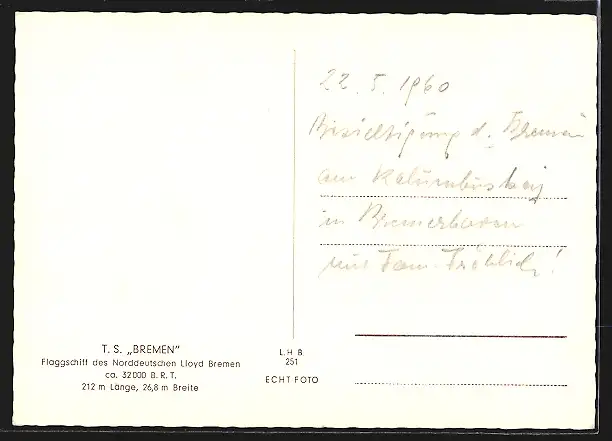 22. 5. 1960
Besichtigung d. Bremen
am Kolumbuskaj
in Bremerhaven
mit Fam. Fröhlich!
T. S. „BREMEN"
Flaggschiff des Norddeutschen Lloyd Bremen
ca. 32000 B. R. T.
212 m Länge, 26,8 m Breite
L. H. B.
251
ECHT FOTO